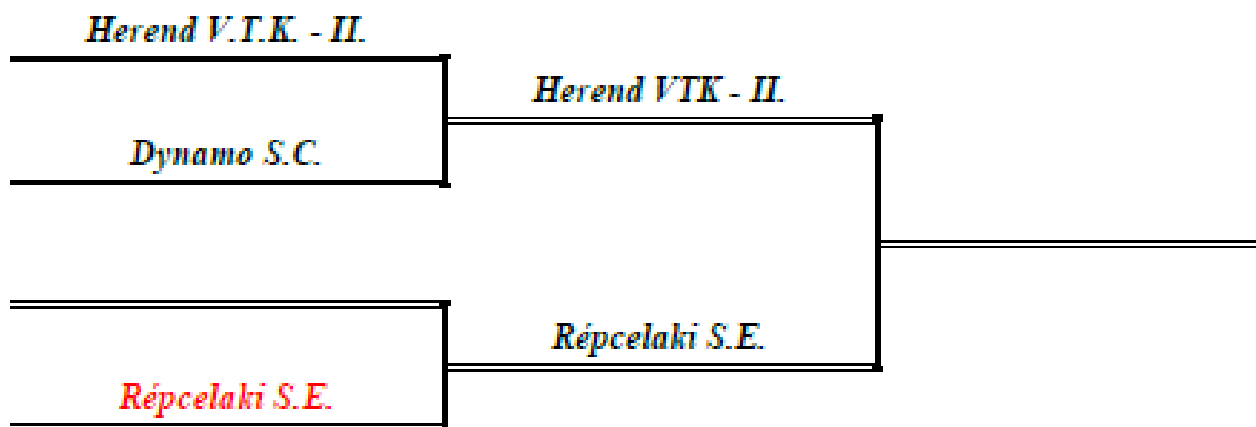 Herend V.T.K. - II.
Herend VTK - II.
Dynamo S.C.
Répcelaki S.E.
Répcelaki S.E.